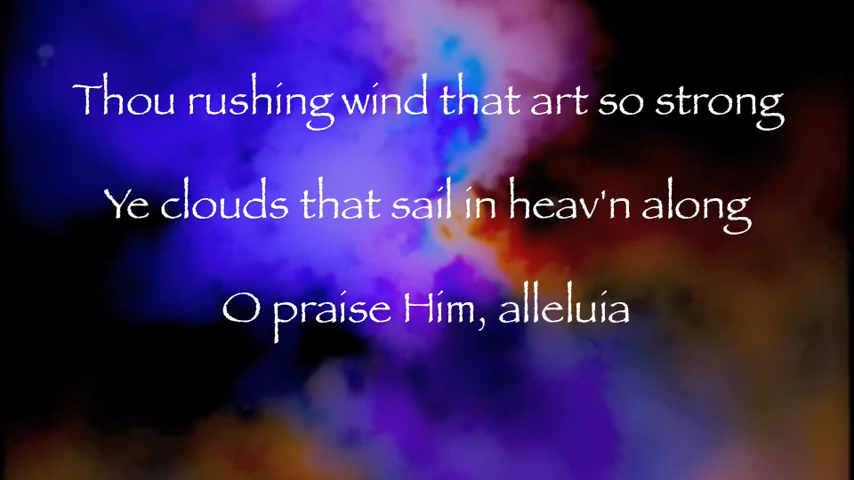 Thou rushing wind that art so strong
Ye clouds that sail in heav'n along
O praise Him, alleluia